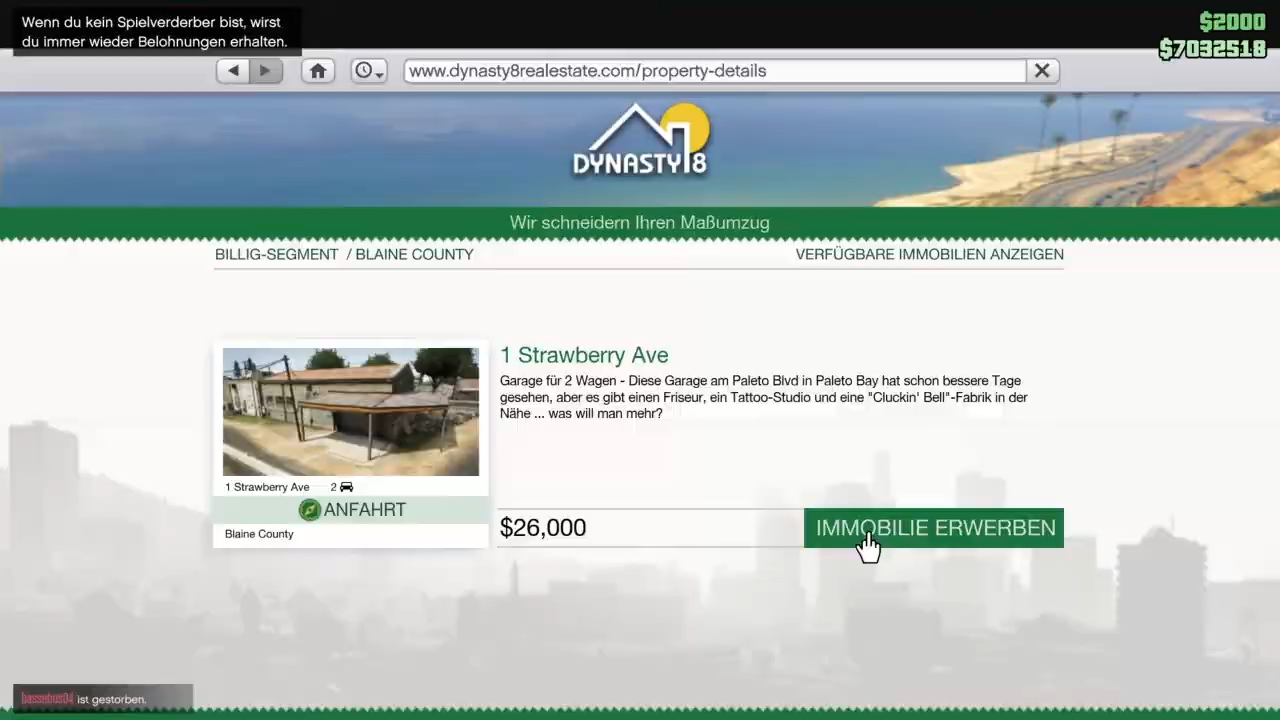 Wenn du kein Spielverderber bist, wirst
du immer wieder Belohnungen erhalten.
$2000
$7032518
www.dynasty8realestate.com/property-details
DYNASTY 8
Wir schneidern Ihren Maßumzug
BILLIG-SEGMENT / BLAINE COUNTY
VERFÜGBARE IMMOBILIEN ANZEIGEN
1 Strawberry Ave
Garage für 2 Wagen - Diese Garage am Paleto Blvd in Paleto Bay hat schon bessere Tage
gesehen, aber es gibt einen Friseur, ein Tattoo-Studio und eine "Cluckin' Bell"-Fabrik in der
Nähe ... was will man mehr?
1 Strawberry Ave 2
ANFAHRT
Blaine County
$26,000
IMMOBILIE ERWERBEN
ist gestorben.